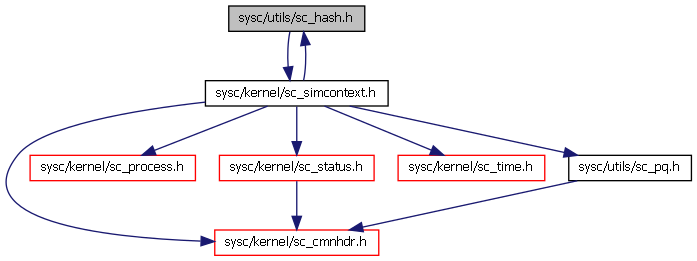 sysc/utils/sc_hash.h
sysc/kernel/sc_simcontext.h
sysc/kernel/sc_process.h
sysc/kernel/sc_status.h
sysc/kernel/sc_time.h
sysc/utils/sc_pq.h
sysc/kernel/sc_cmnhdr.h